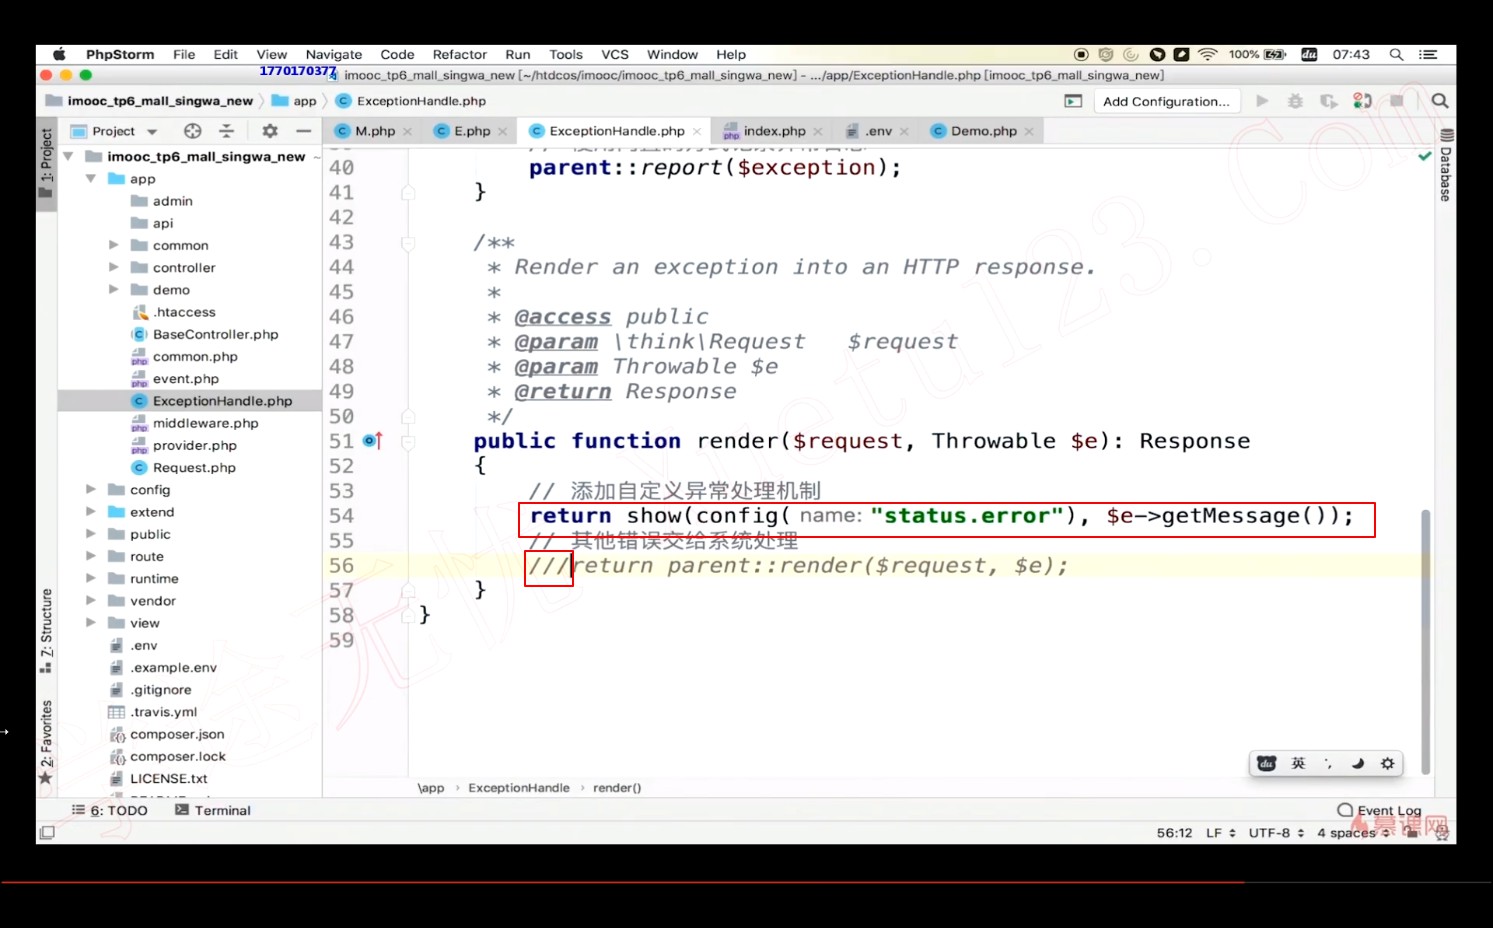 PhpStorm File Edit View Navigate Code Refactor Run Tools VCS Window Help 100% du 07:43
1770170377
imooc_tp6_mall_singwa_new [~/htdcos/imooc/imooc_tp6_mall_singwa_new] - .../app/ExceptionHandle.php [imooc_tp6_mall_singwa_new]
imooc_tp6_mall_singwa_new app ExceptionHandle.php Add Configuration...
Project M.php E.php ExceptionHandle.php index.php .env Demo.php
1: Project
Database
7: Structure
2: Favorites
imooc_tp6_mall_singwa_new ~
app
admin
api
common
controller
demo
.htaccess
BaseController.php
common.php
event.php
ExceptionHandle.php
middleware.php
provider.php
Request.php
config
extend
public
route
runtime
vendor
view
.env
.example.env
.gitignore
.travis.yml
composer.json
composer.lock
LICENSE.txt
40 parent::report($exception);
41 }
42
43 /**
44 * Render an exception into an HTTP response.
45 *
46 * @access public
47 * @param \think\Request $request
48 * @param Throwable $e
49 * @return Response
50 */
51 public function render($request, Throwable $e): Response
52 {
53 // 添加自定义异常处理机制
54 return show(config( name: "status.error"), $e->getMessage());
55 // 其他错误交给系统处理
56 ///return parent::render($request, $e);
57 }
58 }
59
du 英
\app › ExceptionHandle › render()
6: TODO Terminal Event Log
56:12 LF UTF-8 4 spaces
慕课网